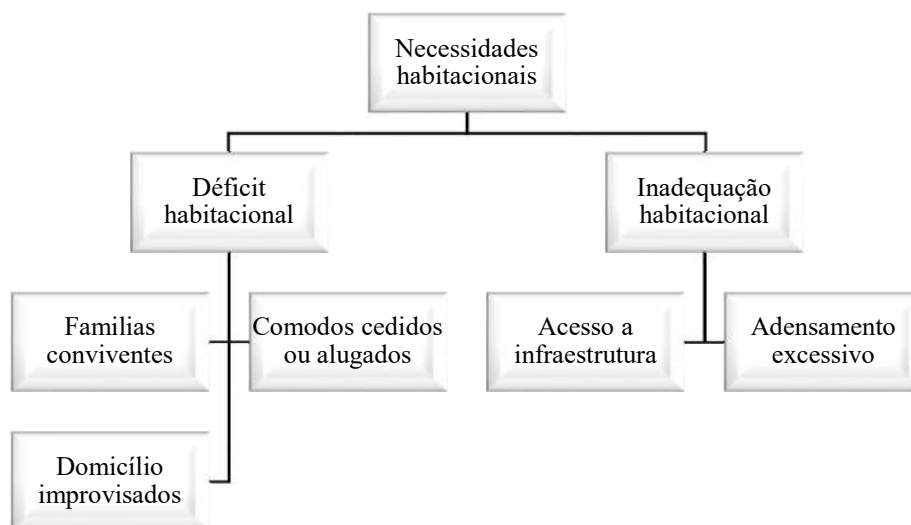 Necessidades
habitacionais
Déficit
habitacional
Inadequação
habitacional
Familias
conviventes
Comodos cedidos
ou alugados
Acesso a
infraestrutura
Adensamento
excessivo
Domicílio
improvisados